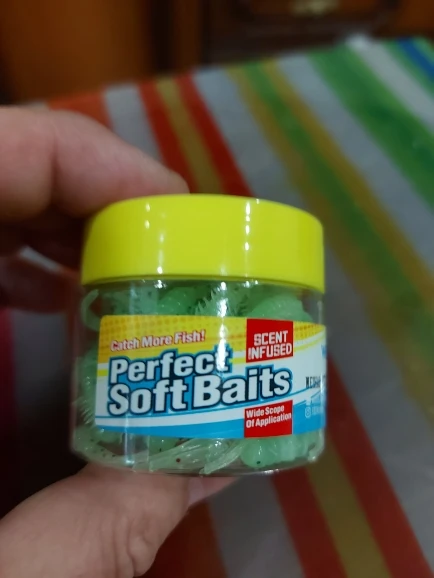 Catch More Fish!
SCENT
INFUSED
Perfect
Soft Baits
Wide Scope
Of Application